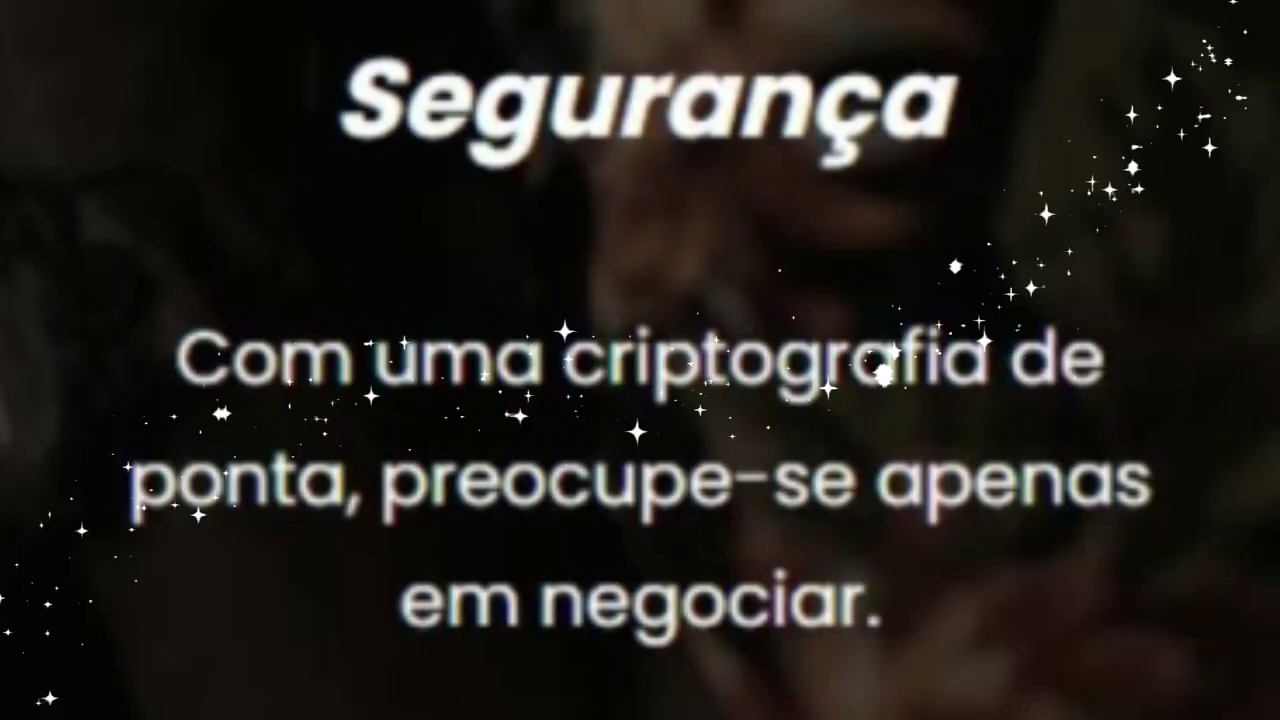 Segurança
Com uma criptografia de
ponta, preocupe-se apenas
em negociar.